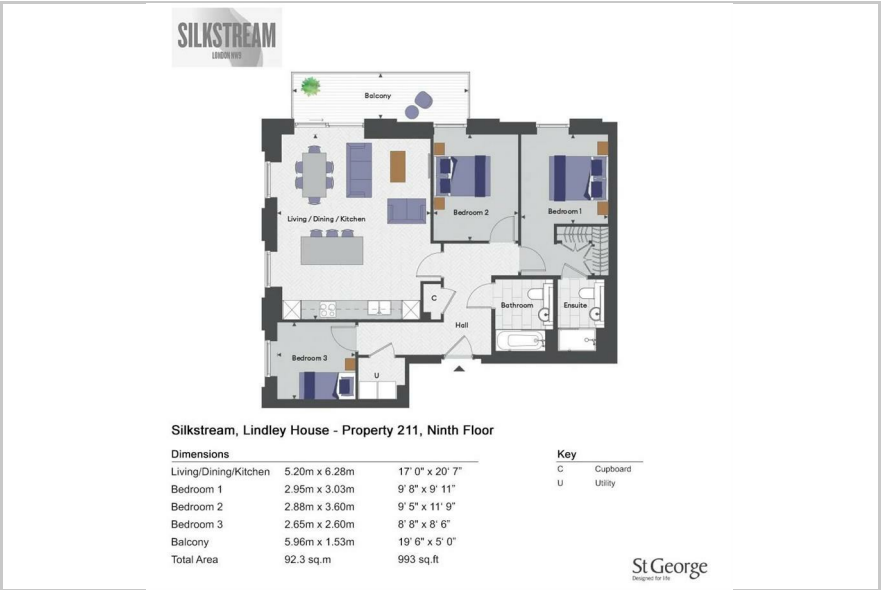 SILKSTREAM
LONDON NW9
Balcony
Living / Dining / Kitchen
Bedroom 2
Bedroom 1
C
Bathroom
Ensuite
Hall
Bedroom 3
U
Silkstream, Lindley House - Property 211, Ninth Floor
Dimensions
Living/Dining/Kitchen 5.20m x 6.28m 17' 0" x 20' 7"
Bedroom 1 2.95m x 3.03m 9' 8" x 9' 11"
Bedroom 2 2.88m x 3.60m 9' 5" x 11' 9"
Bedroom 3 2.65m x 2.60m 8' 8" x 8' 6"
Balcony 5.96m x 1.53m 19' 6" x 5' 0"
Total Area 92.3 sq.m 993 sq.ft
Key
C Cupboard
U Utility
St George
Designed for life